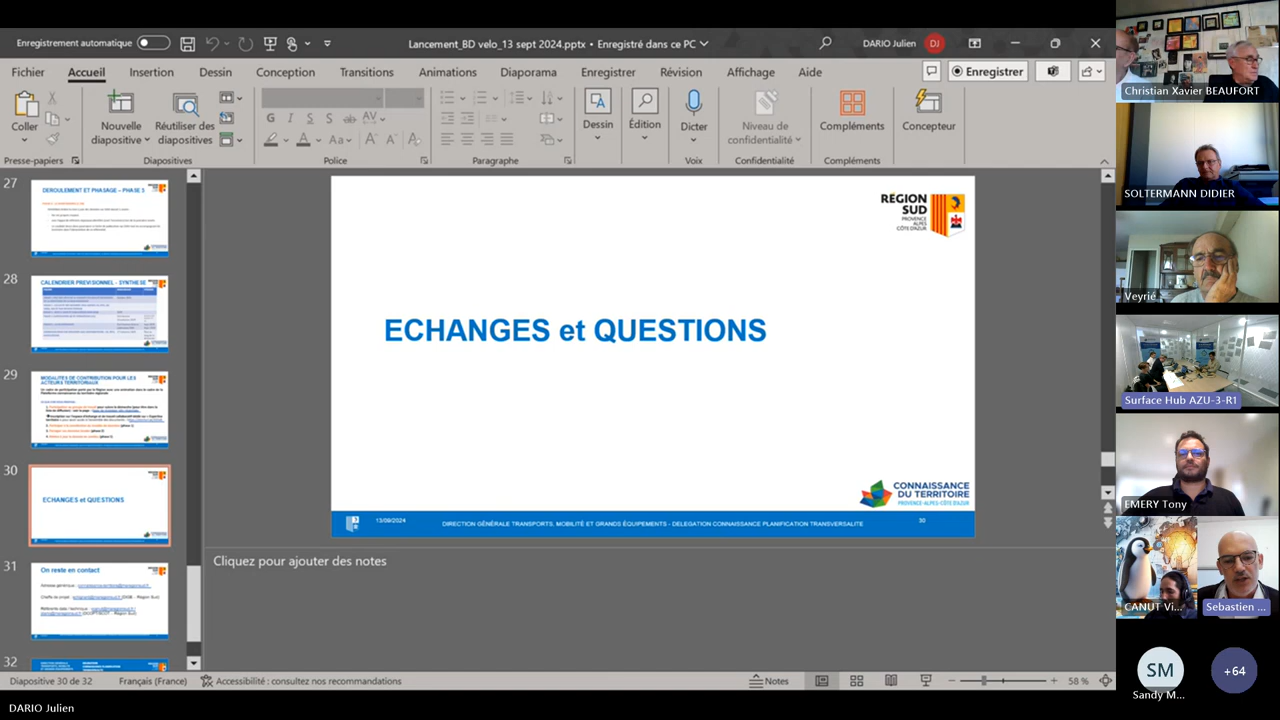 Enregistrement automatique
Lancement_BD velo_13 sept 2024.pptx • Enregistré dans ce PC
DARIO Julien
DJ
Fichier
Accueil
Insertion
Dessin
Conception
Transitions
Animations
Diaporama
Enregistrer
Révision
Affichage
Aide
Enregistrer
Coller
Nouvelle diapositive
Réutiliser des diapositives
Dessin
Édition
Dicter
Niveau de confidentialité
Compléments
Concepteur
Presse-papiers
Diapositives
Police
Paragraphe
Voix
Confidentialité
Compléments
27
DEROULEMENT ET PHASAGE – PHASE 3
28
CALENDRIER PREVISIONNEL - SYNTHESE
29
MODALITÉS DE CONTRIBUTION POUR LES ACTEURS TERRITORIAUX
30
ECHANGES et QUESTIONS
31
On reste en contact
32
RÉGION
SUD
PROVENCE
ALPES
CÔTE D'AZUR
ECHANGES et QUESTIONS
CONNAISSANCE
DU TERRITOIRE
PROVENCE-ALPES-CÔTE D'AZUR
13/09/2024
DIRECTION GÉNÉRALE TRANSPORTS, MOBILITÉ ET GRANDS ÉQUIPEMENTS - DELEGATION CONNAISSANCE PLANIFICATION TRANSVERSALITE
30
Cliquez pour ajouter des notes
Diapositive 30 de 32
Français (France)
Accessibilité : consultez nos recommandations
Notes
58 %
DARIO Julien
Christian Xavier BEAUFORT
SOLTERMANN DIDIER
Veyrié
Surface Hub AZU-3-R1
EMERY Tony
CANUT Vi...
Sebastien ...
SM
Sandy M...
+64